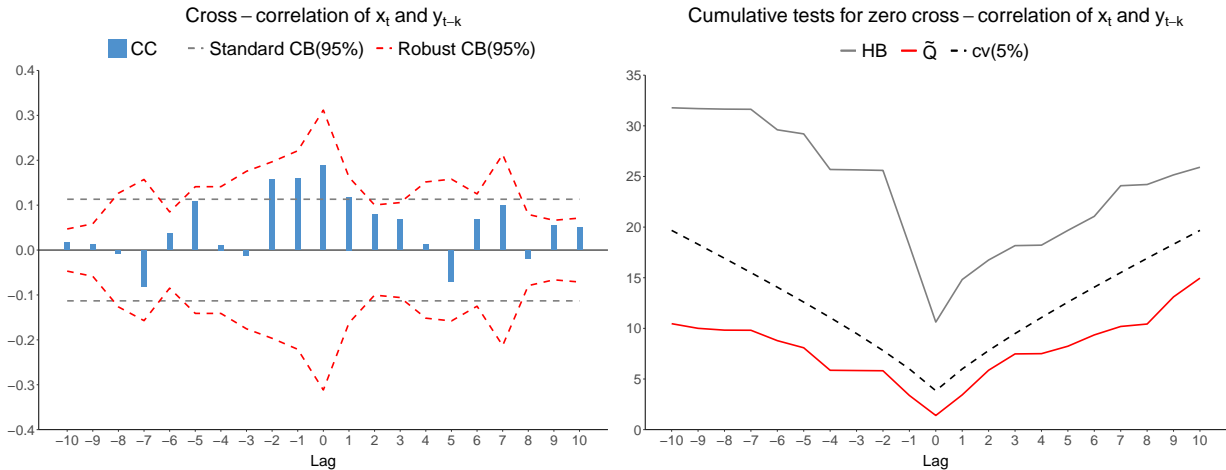 Cross – correlation of xt and yt−k
CC
Standard CB(95%)
Robust CB(95%)
0.4
0.3
0.2
0.1
0.0
−0.1
−0.2
−0.3
−0.4
−10 −9 −8 −7 −6 −5 −4 −3 −2 −1 0 1 2 3 4 5 6 7 8 9 10
Lag
Cumulative tests for zero cross – correlation of xt and yt−k
HB
Q̃
cv(5%)
35
30
25
20
15
10
5
0
−10 −9 −8 −7 −6 −5 −4 −3 −2 −1 0 1 2 3 4 5 6 7 8 9 10
Lag